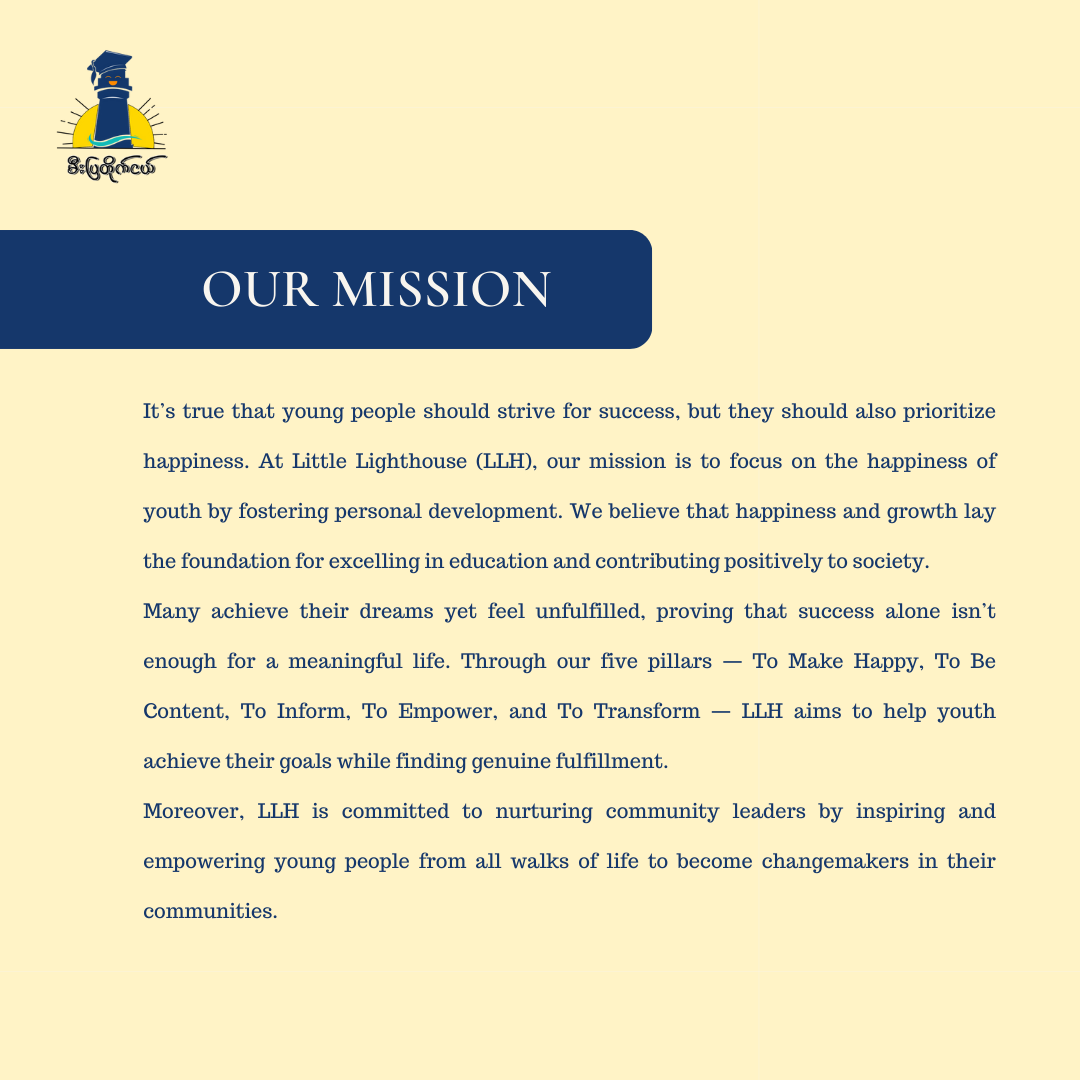 မီးပြတိုက်ငယ်
OUR MISSION
It’s true that young people should strive for success, but they should also prioritize
happiness. At Little Lighthouse (LLH), our mission is to focus on the happiness of
youth by fostering personal development. We believe that happiness and growth lay
the foundation for excelling in education and contributing positively to society.
Many achieve their dreams yet feel unfulfilled, proving that success alone isn’t
enough for a meaningful life. Through our five pillars — To Make Happy, To Be
Content, To Inform, To Empower, and To Transform — LLH aims to help youth
achieve their goals while finding genuine fulfillment.
Moreover, LLH is committed to nurturing community leaders by inspiring and
empowering young people from all walks of life to become changemakers in their
communities.